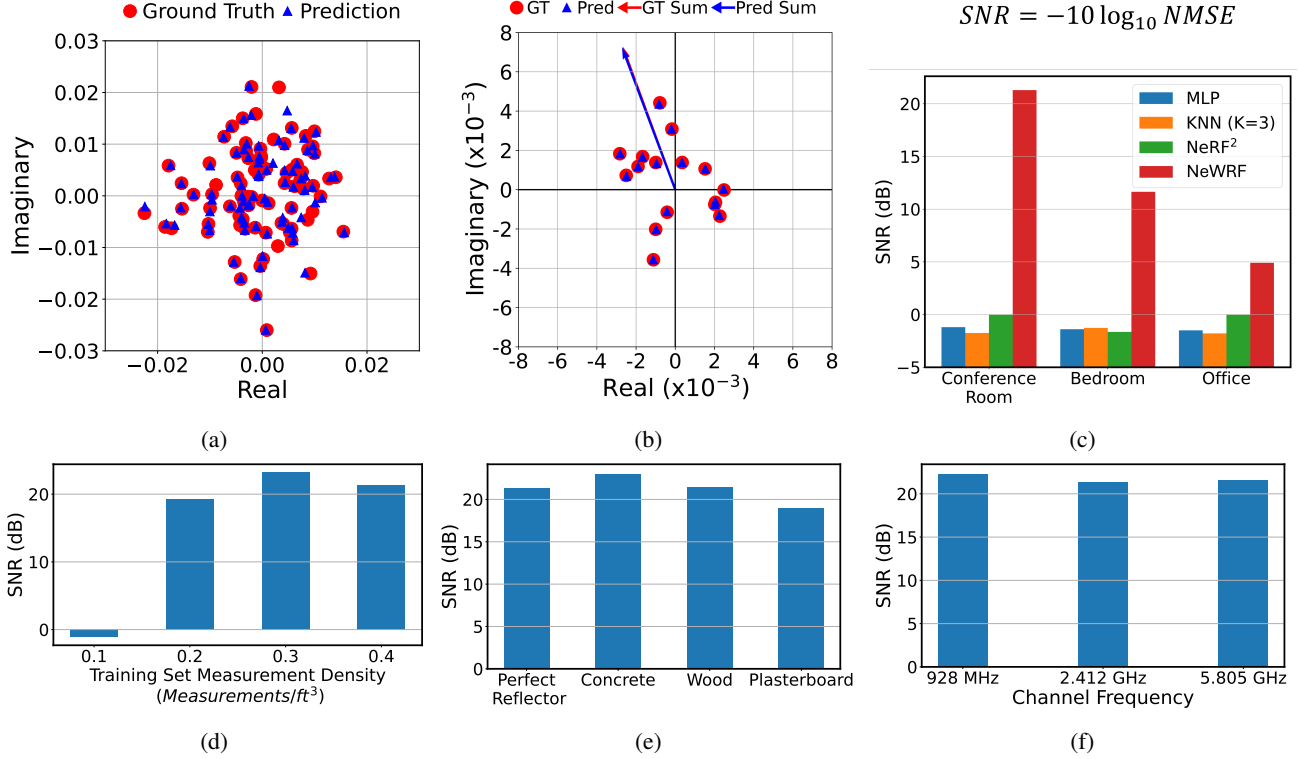 Ground Truth Prediction
0.03
0.02
0.01
0.00
−0.01
−0.02
−0.03
Imaginary
−0.02 0.00 0.02
Real
(a)
GT Pred GT Sum Pred Sum
8
6
4
2
0
−2
−4
−6
−8
Imaginary (x10⁻³)
−8 −6 −4 −2 0 2 4 6 8
Real (x10⁻³)
(b)
SNR = −10 log₁₀ NMSE
MLP
KNN (K=3)
NeRF²
NeWRF
20
15
10
5
0
−5
SNR (dB)
Conference Room
Bedroom
Office
(c)
20
10
0
SNR (dB)
0.1 0.2 0.3 0.4
Training Set Measurement Density
(Measurements/ft³)
(d)
20
15
10
5
0
SNR (dB)
Perfect Reflector
Concrete
Wood
Plasterboard
(e)
20
15
10
5
0
SNR (dB)
928 MHz 2.412 GHz 5.805 GHz
Channel Frequency
(f)